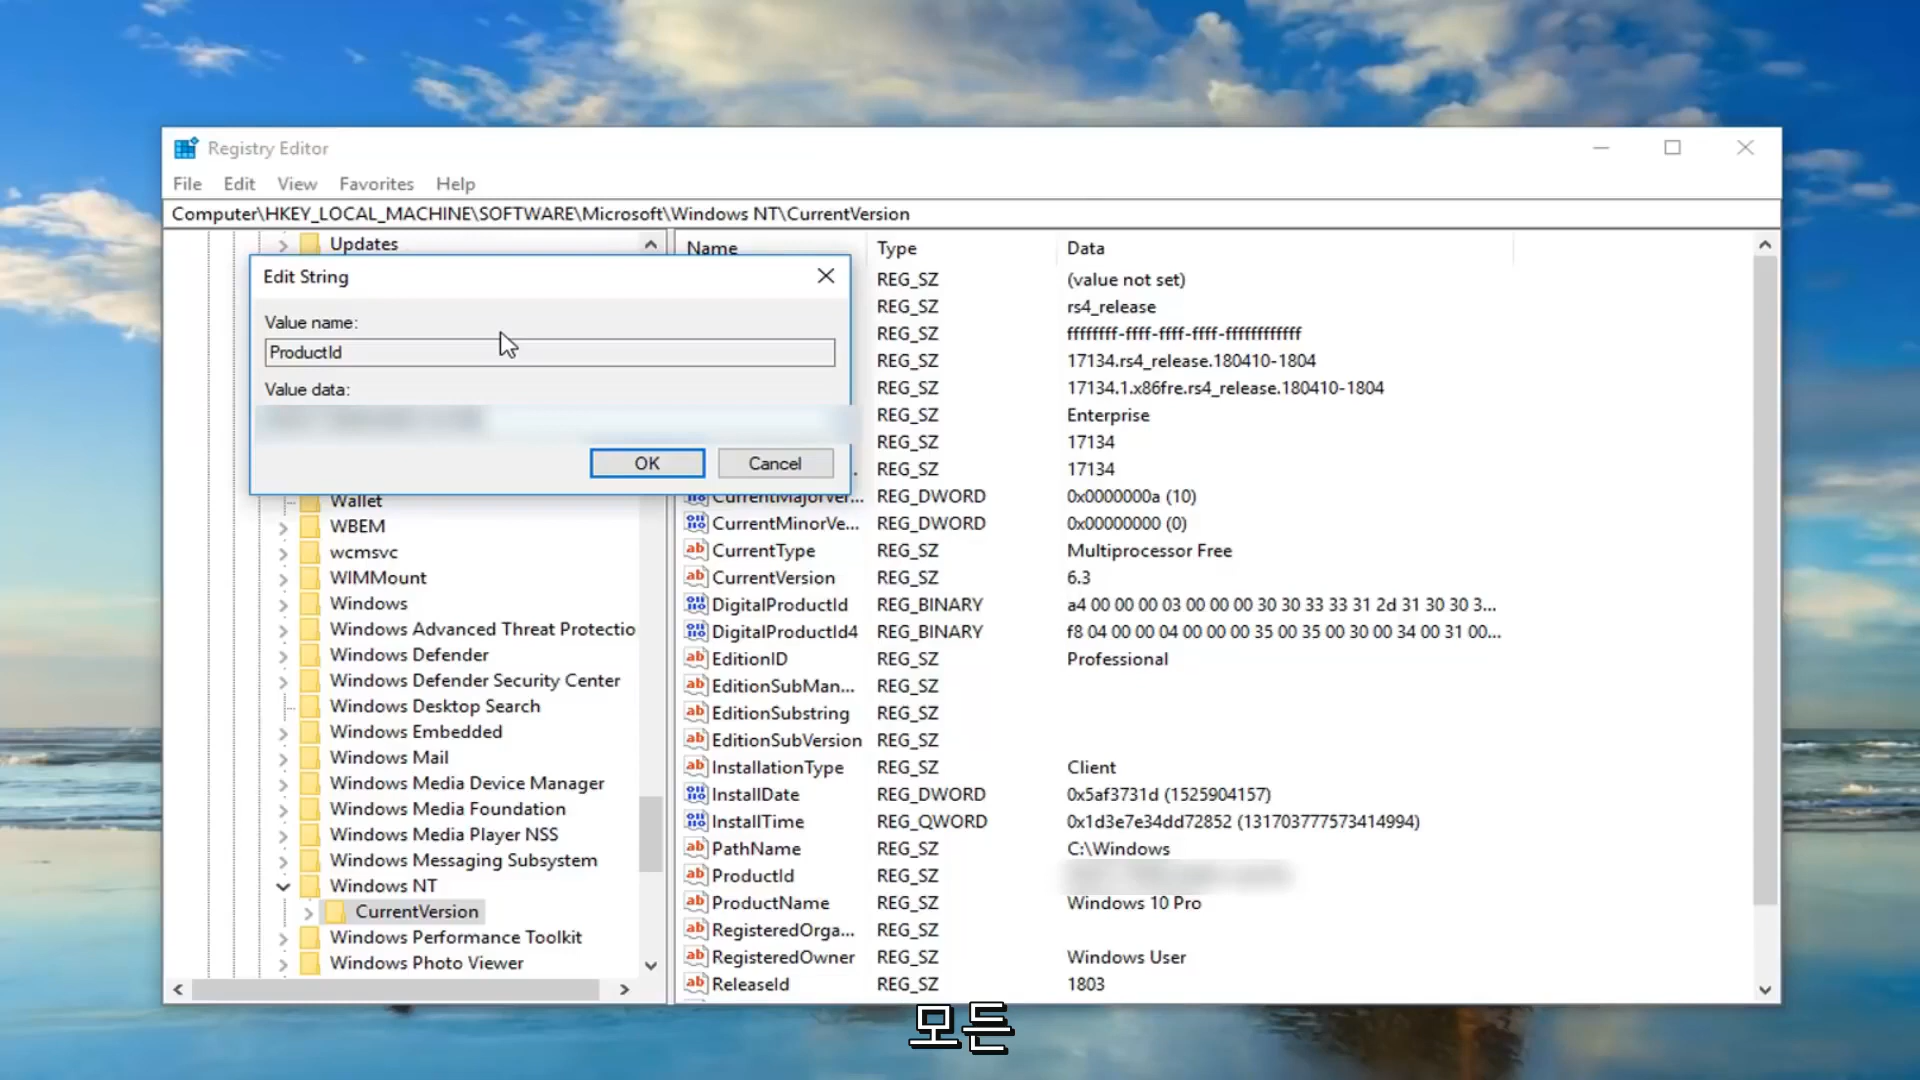 Registry Editor
File Edit View Favorites Help
Computer\HKEY_LOCAL_MACHINE\SOFTWARE\Microsoft\Windows NT\CurrentVersion
Updates
Edit String
Value name:
ProductId
Value data:
OK Cancel
Wallet
WBEM
wcmsvc
WIMMount
Windows
Windows Advanced Threat Protectio
Windows Defender
Windows Defender Security Center
Windows Desktop Search
Windows Embedded
Windows Mail
Windows Media Device Manager
Windows Media Foundation
Windows Media Player NSS
Windows Messaging Subsystem
Windows NT
CurrentVersion
Windows Performance Toolkit
Windows Photo Viewer
Name Type Data
REG_SZ (value not set)
REG_SZ rs4_release
REG_SZ ffffffff-ffff-ffff-ffff-ffffffffffff
REG_SZ 17134.rs4_release.180410-1804
REG_SZ 17134.1.x86fre.rs4_release.180410-1804
REG_SZ Enterprise
REG_SZ 17134
REG_SZ 17134
CurrentMajorVer... REG_DWORD 0x0000000a (10)
CurrentMinorVe... REG_DWORD 0x00000000 (0)
CurrentType REG_SZ Multiprocessor Free
CurrentVersion REG_SZ 6.3
DigitalProductId REG_BINARY a4 00 00 00 03 00 00 00 30 30 33 33 31 2d 31 30 30 3...
DigitalProductId4 REG_BINARY f8 04 00 00 04 00 00 00 35 00 35 00 30 00 34 00 31 00...
EditionID REG_SZ Professional
EditionSubMan... REG_SZ
EditionSubstring REG_SZ
EditionSubVersion REG_SZ
InstallationType REG_SZ Client
InstallDate REG_DWORD 0x5af3731d (1525904157)
InstallTime REG_QWORD 0x1d3e7e34dd72852 (131703777573414994)
PathName REG_SZ C:\Windows
ProductId REG_SZ
ProductName REG_SZ Windows 10 Pro
RegisteredOrga... REG_SZ
RegisteredOwner REG_SZ Windows User
ReleaseId REG_SZ 1803
모든